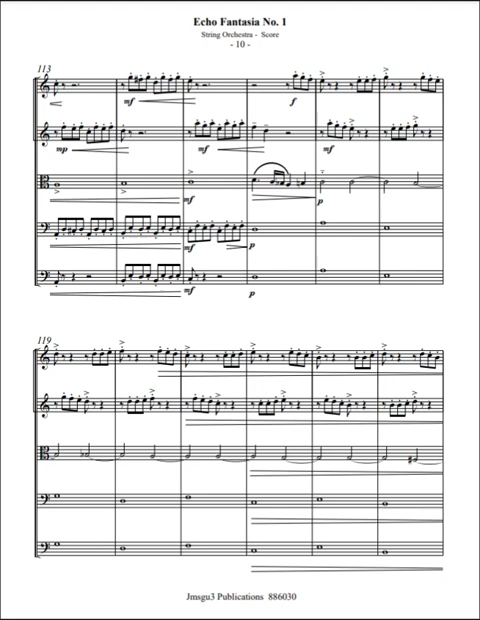 Echo Fantasia No. 1
String Orchestra - Score
- 10 -
113
mf
f
mp
mf
mf
mf
p
mf
p
mf
p
119
Jmsgu3 Publications 886030